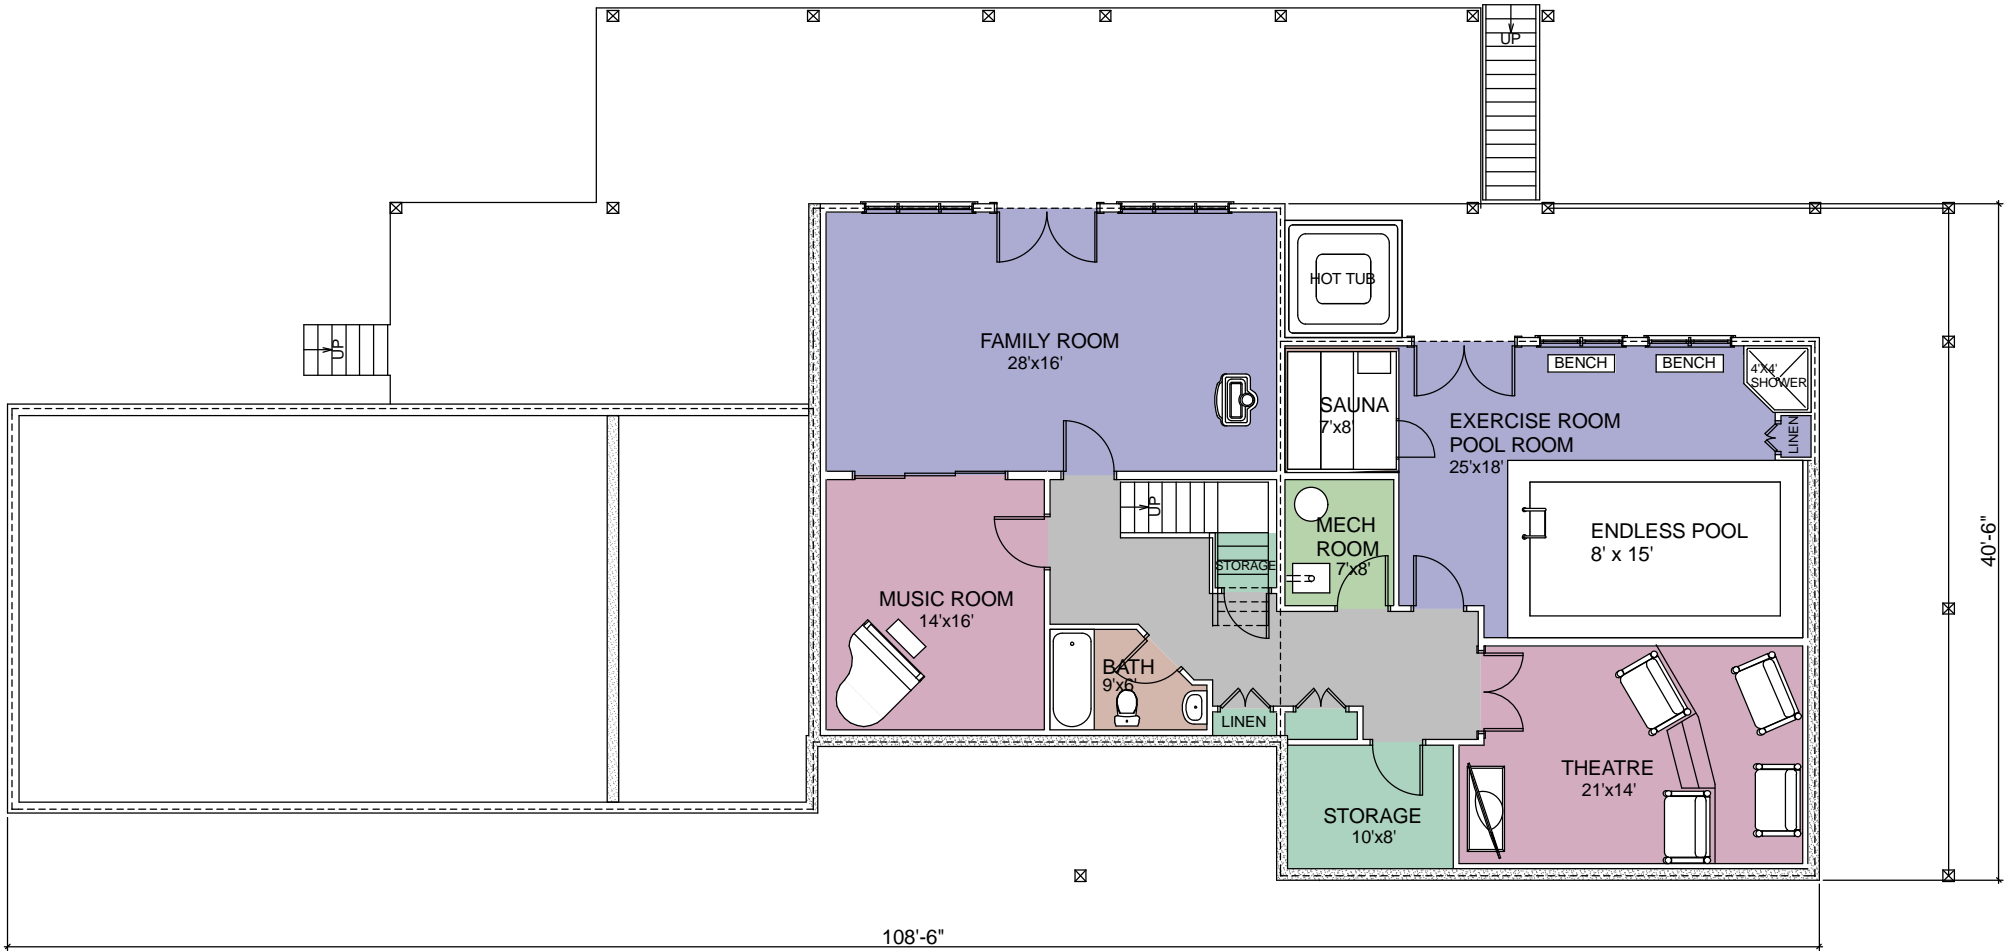 UP
HOT TUB
UP
FAMILY ROOM
28'x16'
BENCH
BENCH
4'X4'
SHOWER
SAUNA
7'x8'
EXERCISE ROOM
POOL ROOM
25'x18'
LINEN
UP
MECH
ROOM
7'x8'
ENDLESS POOL
8' x 15'
40'-6"
STORAGE
MUSIC ROOM
14'x16'
BATH
9'x6'
LINEN
THEATRE
21'x14'
STORAGE
10'x8'
108'-6"